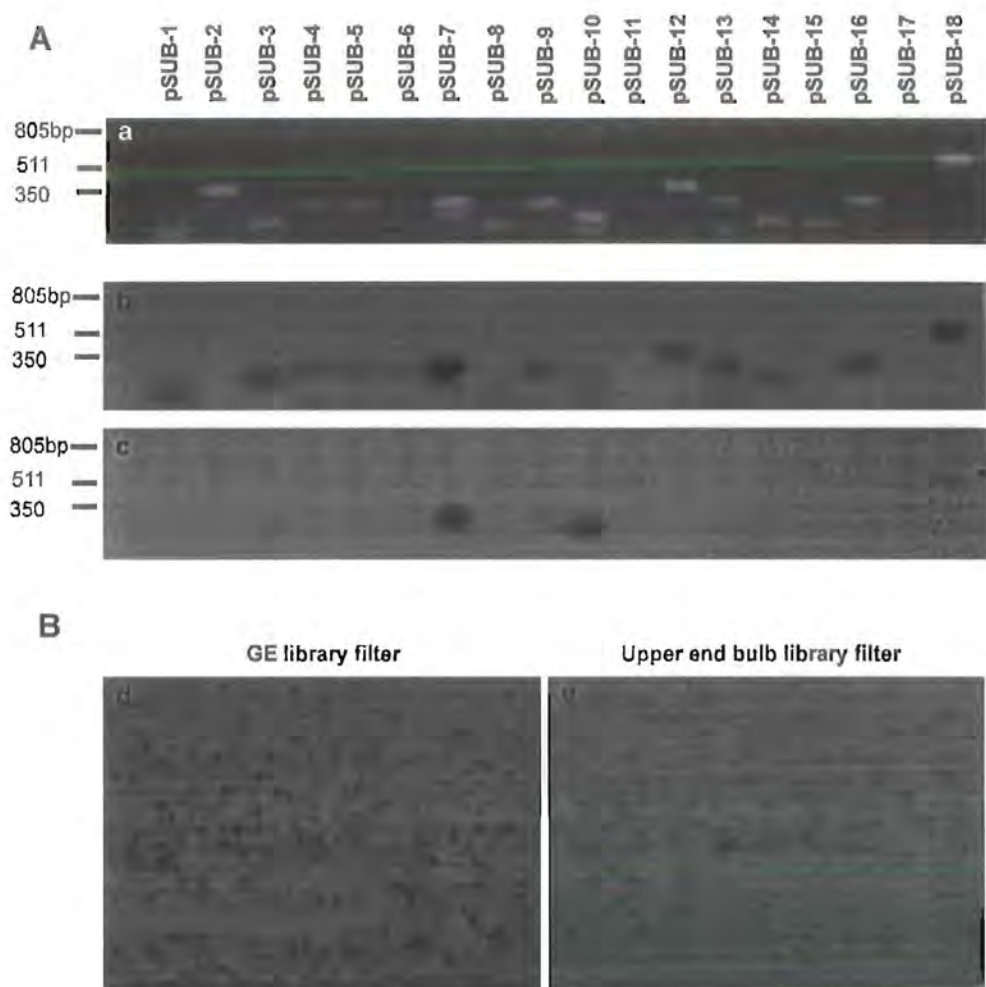 A
pSUB-1
pSUB-2
pSUB-3
pSUB-4
pSUB-5
pSUB-6
pSUB-7
pSUB-8
pSUB-9
pSUB-10
pSUB-11
pSUB-12
pSUB-13
pSUB-14
pSUB-15
pSUB-16
pSUB-17
pSUB-18
a
805bp
511
350
b
805bp
511
350
c
805bp
511
350
B
GE library filter
Upper end bulb library filter
d